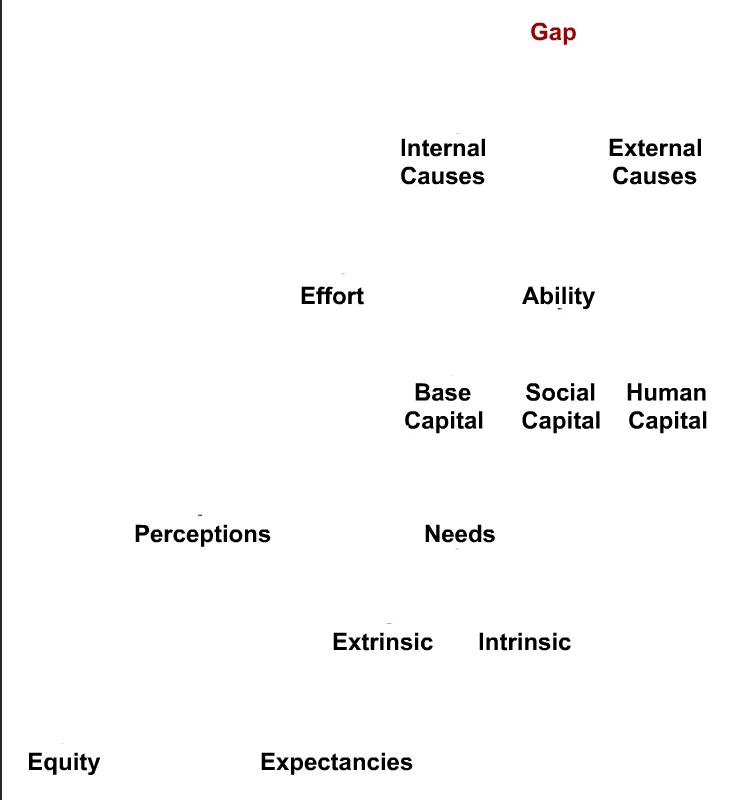 Gap
Internal External
Causes Causes
Effort Ability
Base Social Human
Capital Capital Capital
Perceptions Needs
Extrinsic Intrinsic
Equity Expectancies